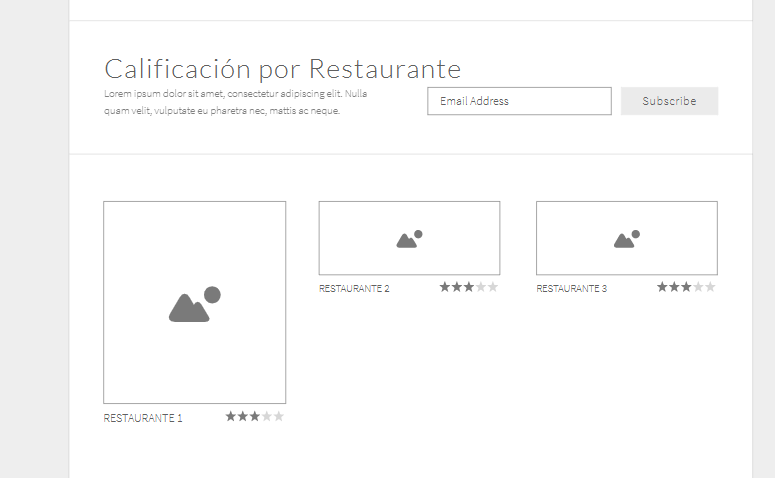 Calificación por Restaurante
Lorem ipsum dolor sit amet, consectetur adipiscing elit. Nulla
quam velit, vulputate eu pharetra nec, mattis ac neque.
Email Address
Subscribe
RESTAURANTE 1
RESTAURANTE 2
RESTAURANTE 3